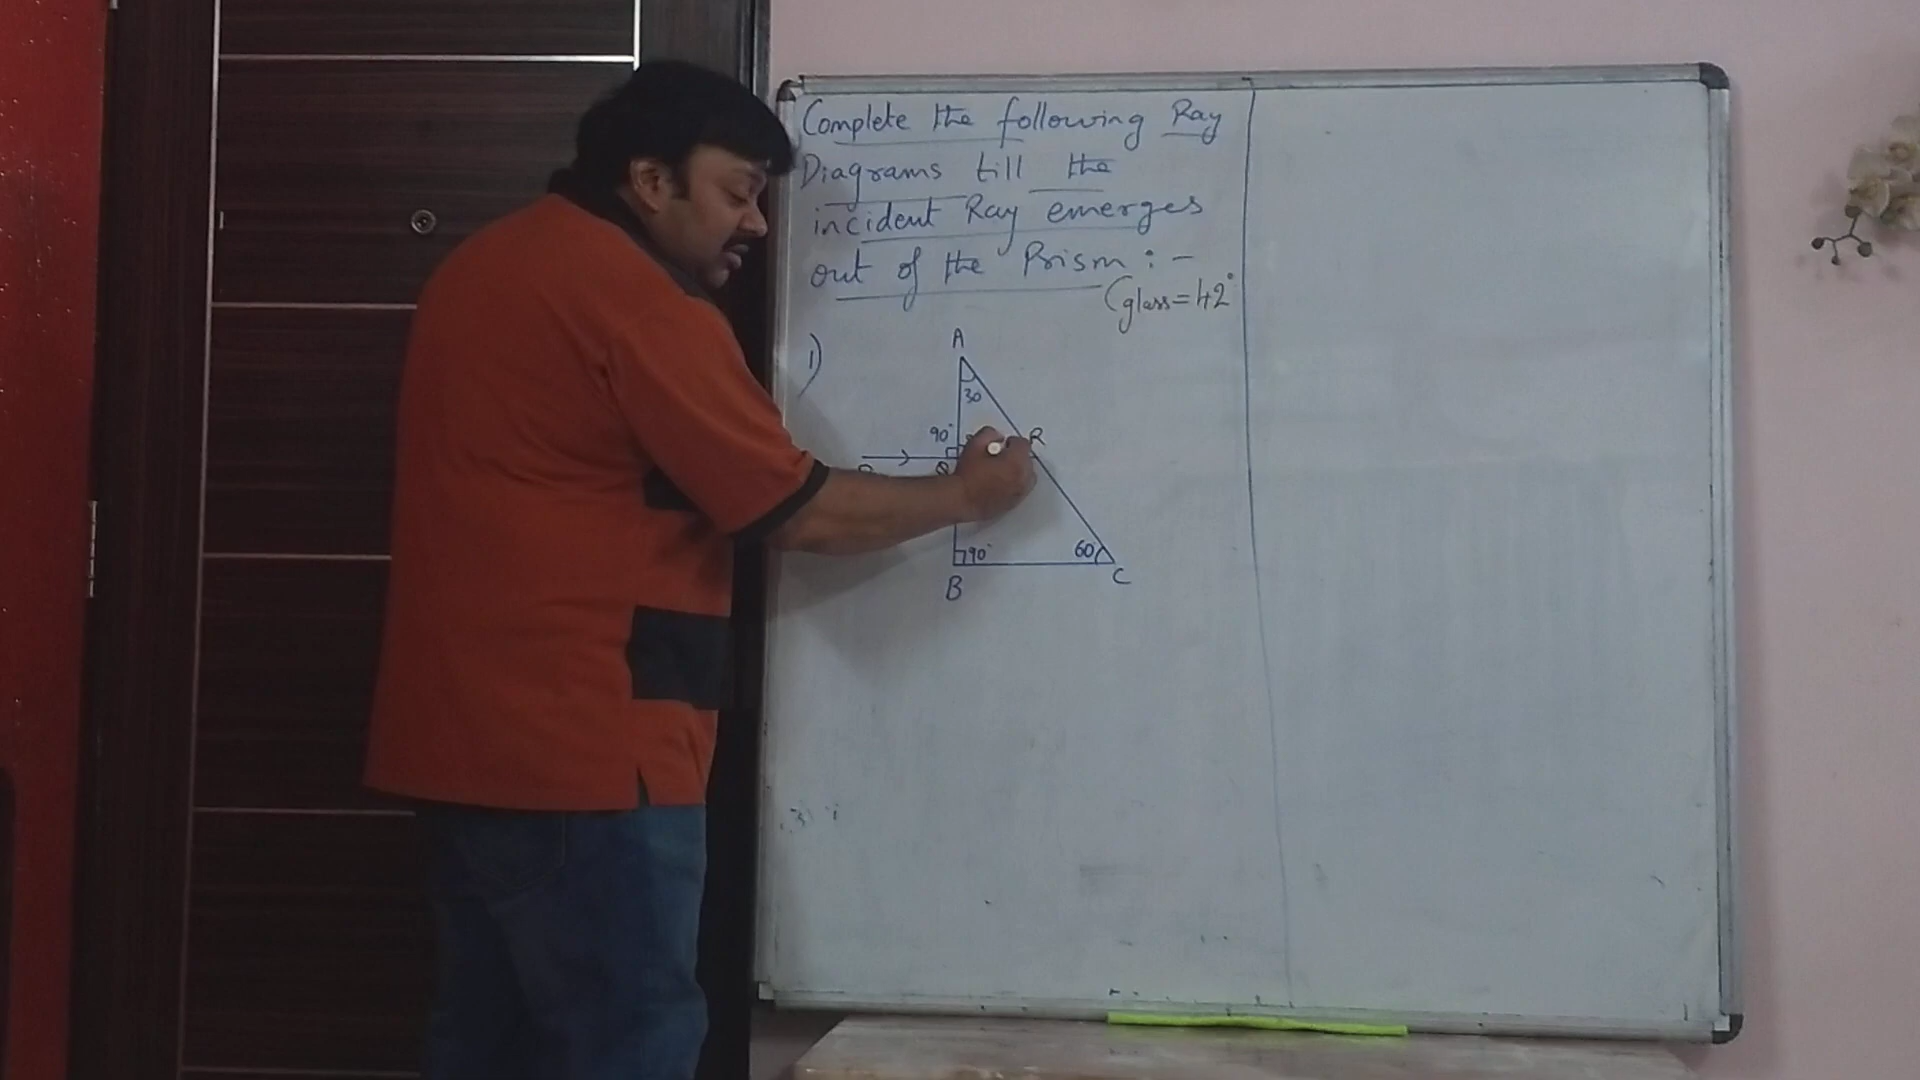 Complete the following Ray
Diagrams till the
incident Ray emerges
out of the Prism :-
Cglass = 42°
1)
A
30
90°
R
Q
90°
60°
B
C